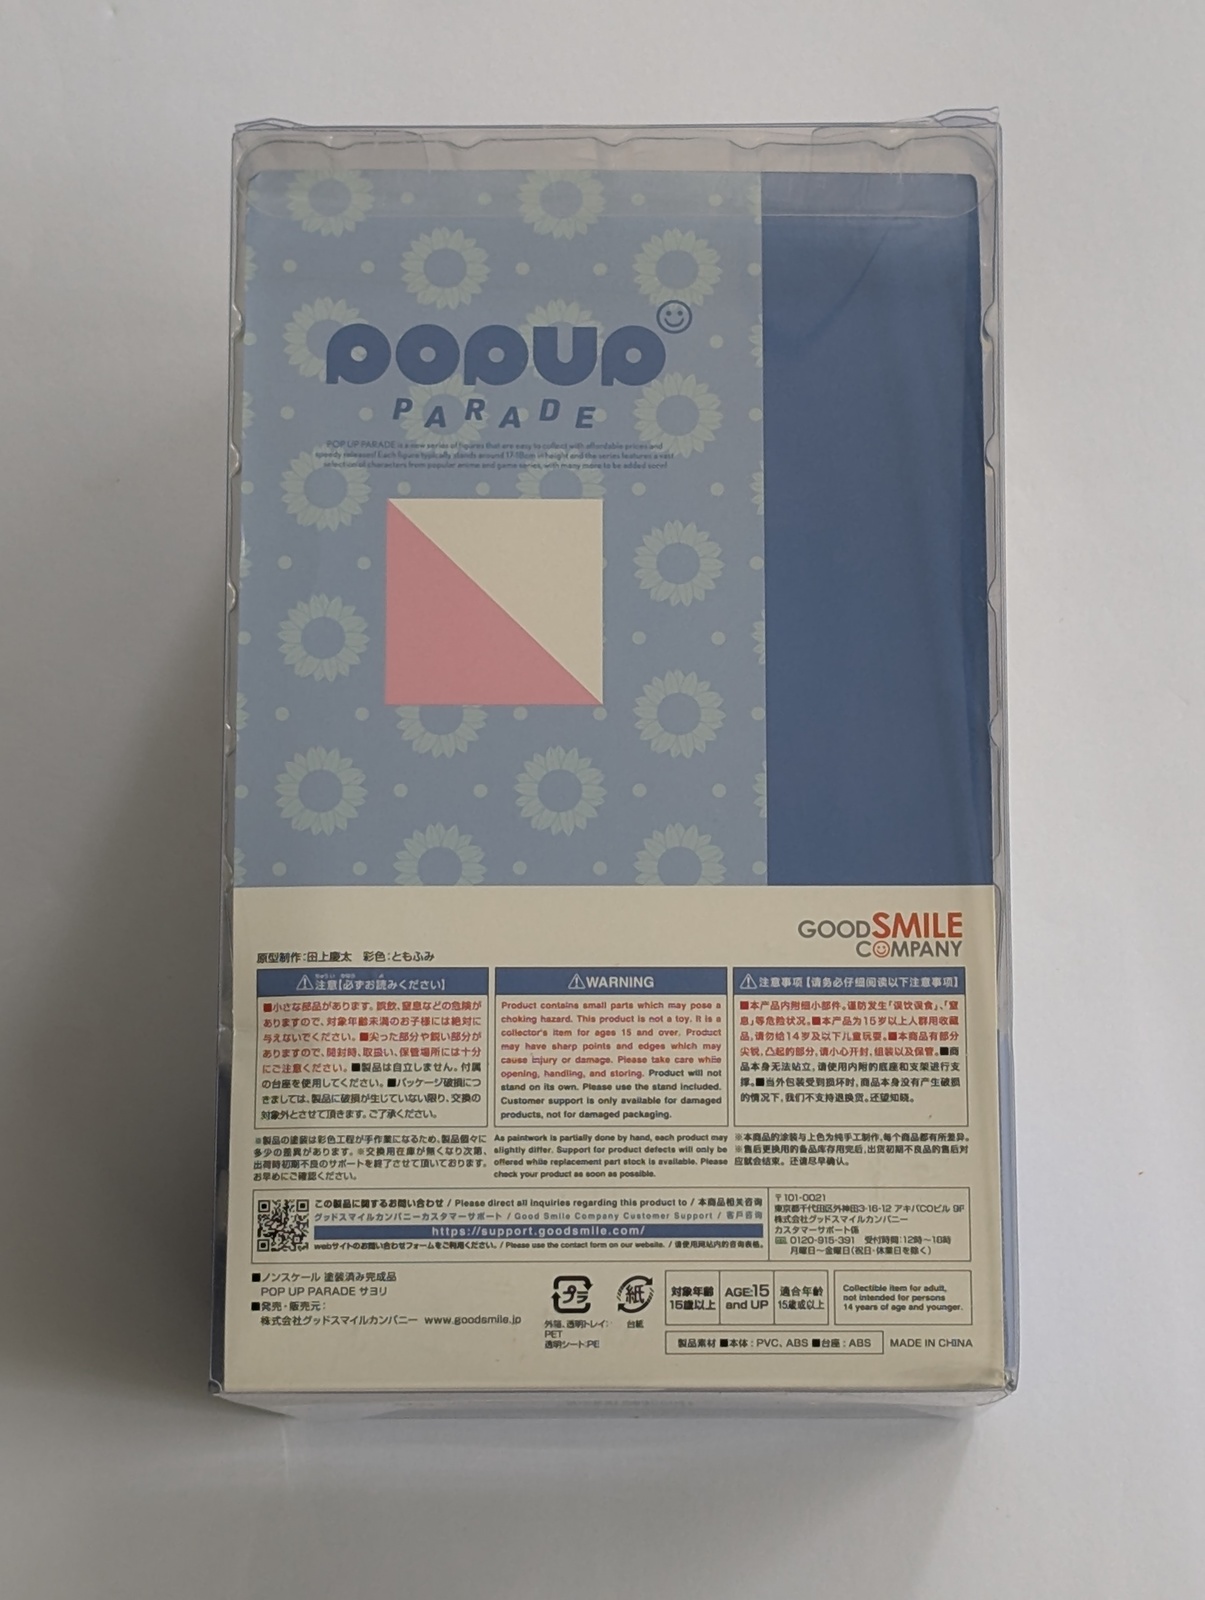 POPUP
PARADE
POP UP PARADE is a new series of figures that are easy to collect with affordable prices and
speedy releases! Each figure typically stands around 17-18cm in height and the series features a vast
selection of characters from popular anime and game series, with many more to be added soon!
GOODSMILE
COMPANY
原型制作:田上慶太 彩色:ともふみ
注意【必ずお読みください】
■小さな部品があります。誤飲、窒息などの危険が
ありますので、対象年齢未満のお子様には絶対に
与えないでください。■尖った部分や鋭い部分が
ありますので、開封時、取扱い、保管場所には十分
にご注意ください。■製品は自立しません。付属
の台座を使用してください。■パッケージ破損につ
きましては、製品に破損が生じていない限り、交換の
対象外とさせて頂きます。ご了承ください。
WARNING
Product contains small parts which may pose a
choking hazard. This product is not a toy. It is a
collector's item for ages 15 and over. Product
may have sharp points and edges which may
cause injury or damage. Please take care while
opening, handling, and storing. Product will not
stand on its own. Please use the stand included.
Customer support is only available for damaged
products, not for damaged packaging.
注意事项【请务必仔细阅读以下注意事项】
■本产品内附细小部件。谨防发生「误饮误食」、「窒
息」等危险状况。■本产品为15岁以上人群用收藏
品，请勿给14岁及以下儿童玩耍。■本商品有部分
尖锐，凸起的部分，请小心开封，组装以及保管。■商
品本身无法站立，请使用内附的底座和支架进行支
撑。■当外包装受到损坏时，商品本身没有产生破损
的情况下，我们不支持退换货。还望知晓。
※製品の塗装は彩色工程が手作業になるため、製品個々に
多少の差異があります。※交換用在庫が無くなり次第、
出荷時初期不良のサポートを終了させて頂いております。
お早めにご確認ください。
As paintwork is partially done by hand, each product may
slightly differ. Support for product defects will only be
offered while replacement part stock is available. Please
check your product as soon as possible.
※本商品的涂装与上色为纯手工制作，每个商品都有所差异。
※售后更换用的备品库存用完后，出货初期不良品的售后对
应就会结束。还请尽早确认。
この製品に関するお問い合わせ / Please direct all inquiries regarding this product to / 本商品相关咨询
グッドスマイルカンパニーカスタマーサポート / Good Smile Company Customer Support / 客戶咨询
https://support.goodsmile.com/
webサイトのお問い合わせフォームをご利用ください。/ Please use the contact form on our website. / 请使用网站内的咨询表格。
〒101-0021
東京都千代田区外神田3-16-12 アキバCOビル 9F
株式会社グッドスマイルカンパニー
カスタマーサポート係
0120-915-391 受付時間:12時～18時
月曜日～金曜日(祝日・休業日を除く)
■ノンスケール 塗装済み完成品
POP UP PARADE サヨリ
■発売・販売元:
株式会社グッドスマイルカンパニー www.goodsmile.jp
プラ
外箱、透明トレイ:
PET
透明シート:PE
紙
台紙
対象年齢
15歳以上
AGE:15
and UP
適合年齢
15歳或以上
Collectible item for adult,
not intended for persons
14 years of age and younger.
製品素材 ■本体:PVC、ABS ■台座:ABS
MADE IN CHINA